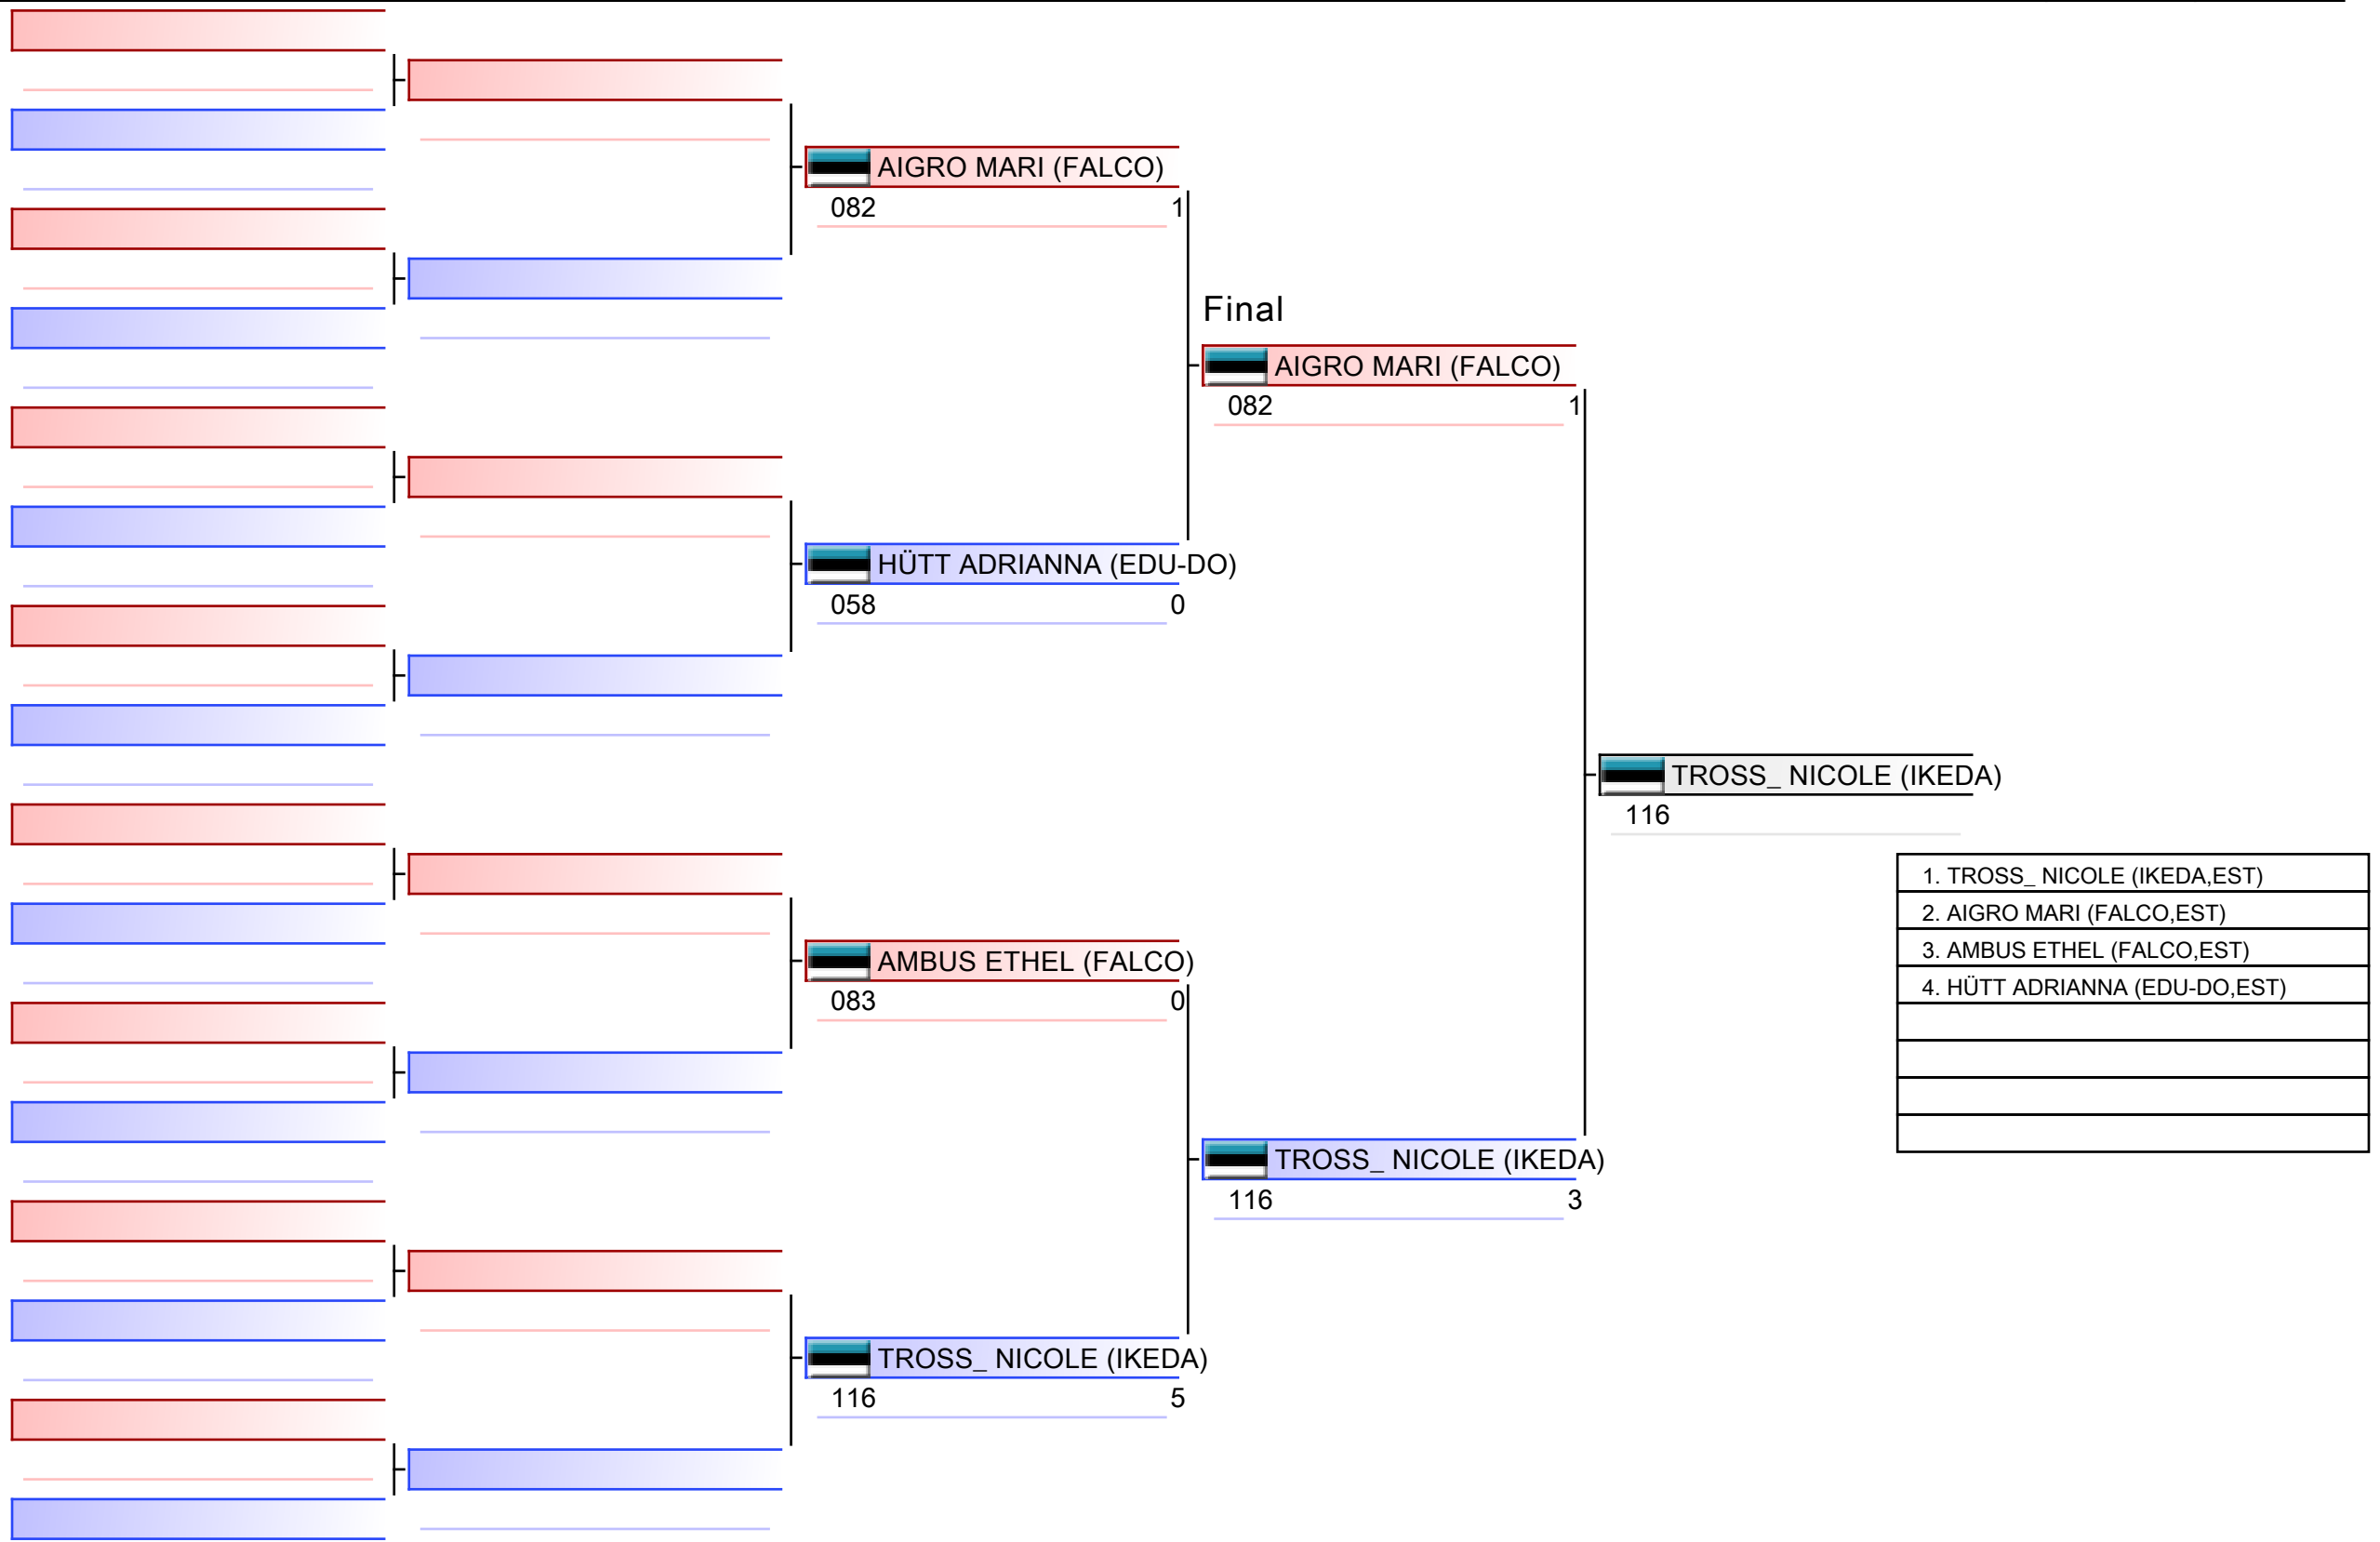 AIGRO MARI (FALCO)
082 1
Final
AIGRO MARI (FALCO)
082 1
HÜTT ADRIANNA (EDU-DO)
058 0
TROSS_ NICOLE (IKEDA)
116
1. TROSS_ NICOLE (IKEDA,EST)
2. AIGRO MARI (FALCO,EST)
3. AMBUS ETHEL (FALCO,EST)
4. HÜTT ADRIANNA (EDU-DO,EST)
AMBUS ETHEL (FALCO)
083 0
TROSS_ NICOLE (IKEDA)
116 3
TROSS_ NICOLE (IKEDA)
116 5